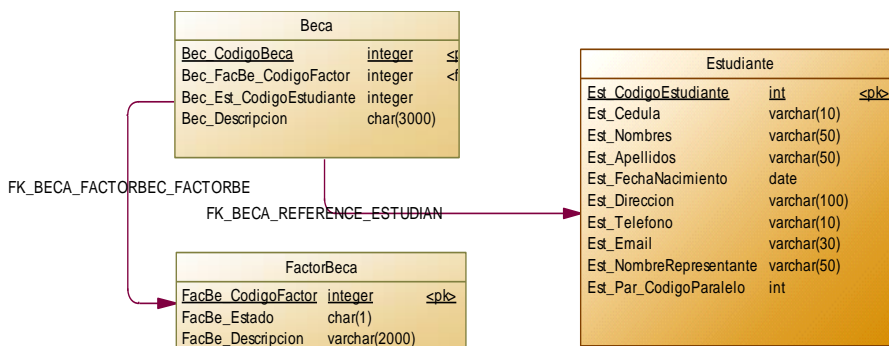 Beca
Bec_CodigoBeca integer <p
Bec_FacBe_CodigoFactor integer <f
Bec_Est_CodigoEstudiante integer
Bec_Descripcion char(3000)
Estudiante
Est_CodigoEstudiante int <pk>
Est_Cedula varchar(10)
Est_Nombres varchar(50)
Est_Apellidos varchar(50)
Est_FechaNacimiento date
Est_Direccion varchar(100)
Est_Telefono varchar(10)
Est_Email varchar(30)
Est_NombreRepresentante varchar(50)
Est_Par_CodigoParalelo int
FK_BECA_FACTORBEC_FACTORBE
FK_BECA_REFERENCE_ESTUDIAN
FactorBeca
FacBe_CodigoFactor integer <pk>
FacBe_Estado char(1)
FacBe_Descripcion varchar(2000)